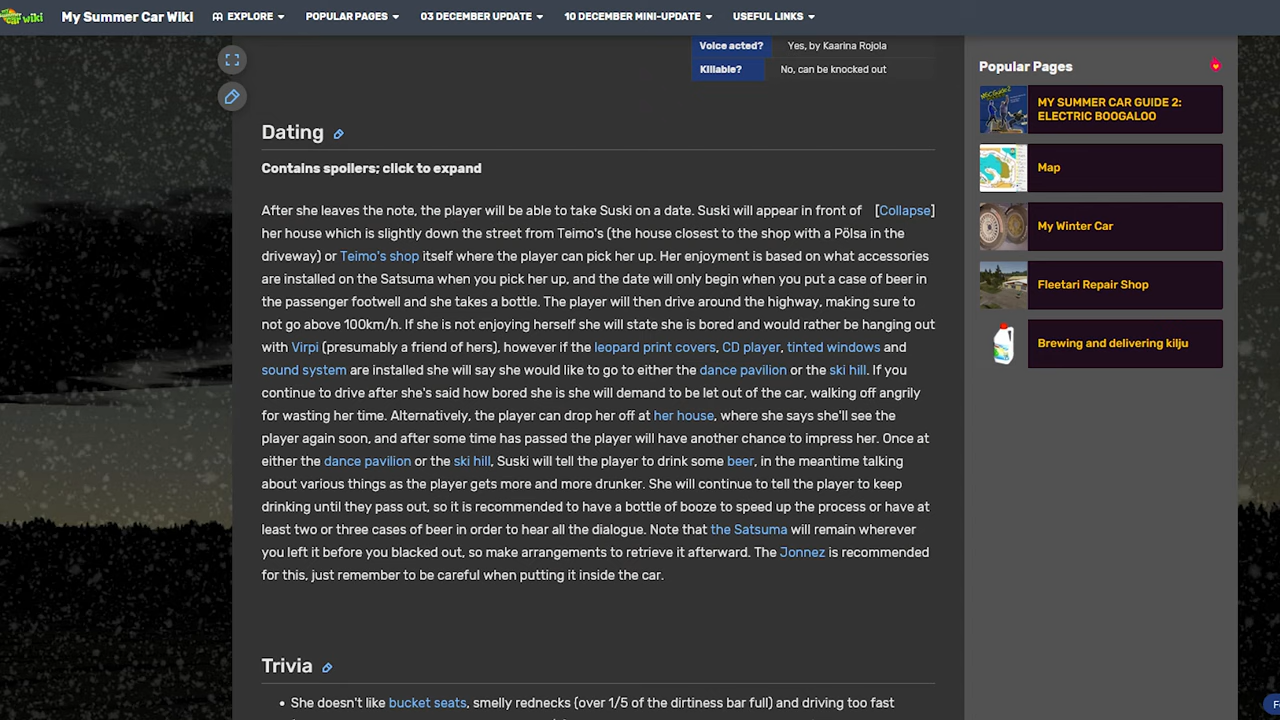 My Summer Car Wiki
EXPLORE
POPULAR PAGES
03 DECEMBER UPDATE
10 DECEMBER MINI-UPDATE
USEFUL LINKS
Voice acted? Yes, by Kaarina Rojola
Killable? No, can be knocked out
Dating
Contains spoilers; click to expand
After she leaves the note, the player will be able to take Suski on a date. Suski will appear in front of [Collapse]
her house which is slightly down the street from Teimo's (the house closest to the shop with a Pölsa in the
driveway) or Teimo's shop itself where the player can pick her up. Her enjoyment is based on what accessories
are installed on the Satsuma when you pick her up, and the date will only begin when you put a case of beer in
the passenger footwell and she takes a bottle. The player will then drive around the highway, making sure to
not go above 100km/h. If she is not enjoying herself she will state she is bored and would rather be hanging out
with Virpi (presumably a friend of hers), however if the leopard print covers, CD player, tinted windows and
sound system are installed she will say she would like to go to either the dance pavilion or the ski hill. If you
continue to drive after she's said how bored she is she will demand to be let out of the car, walking off angrily
for wasting her time. Alternatively, the player can drop her off at her house, where she says she'll see the
player again soon, and after some time has passed the player will have another chance to impress her. Once at
either the dance pavilion or the ski hill, Suski will tell the player to drink some beer, in the meantime talking
about various things as the player gets more and more drunker. She will continue to tell the player to keep
drinking until they pass out, so it is recommended to have a bottle of booze to speed up the process or have at
least two or three cases of beer in order to hear all the dialogue. Note that the Satsuma will remain wherever
you left it before you blacked out, so make arrangements to retrieve it afterward. The Jonnez is recommended
for this, just remember to be careful when putting it inside the car.
Trivia
• She doesn't like bucket seats, smelly rednecks (over 1/5 of the dirtiness bar full) and driving too fast
Popular Pages
MY SUMMER CAR GUIDE 2:
ELECTRIC BOOGALOO
Map
My Winter Car
Fleetari Repair Shop
Brewing and delivering kilju